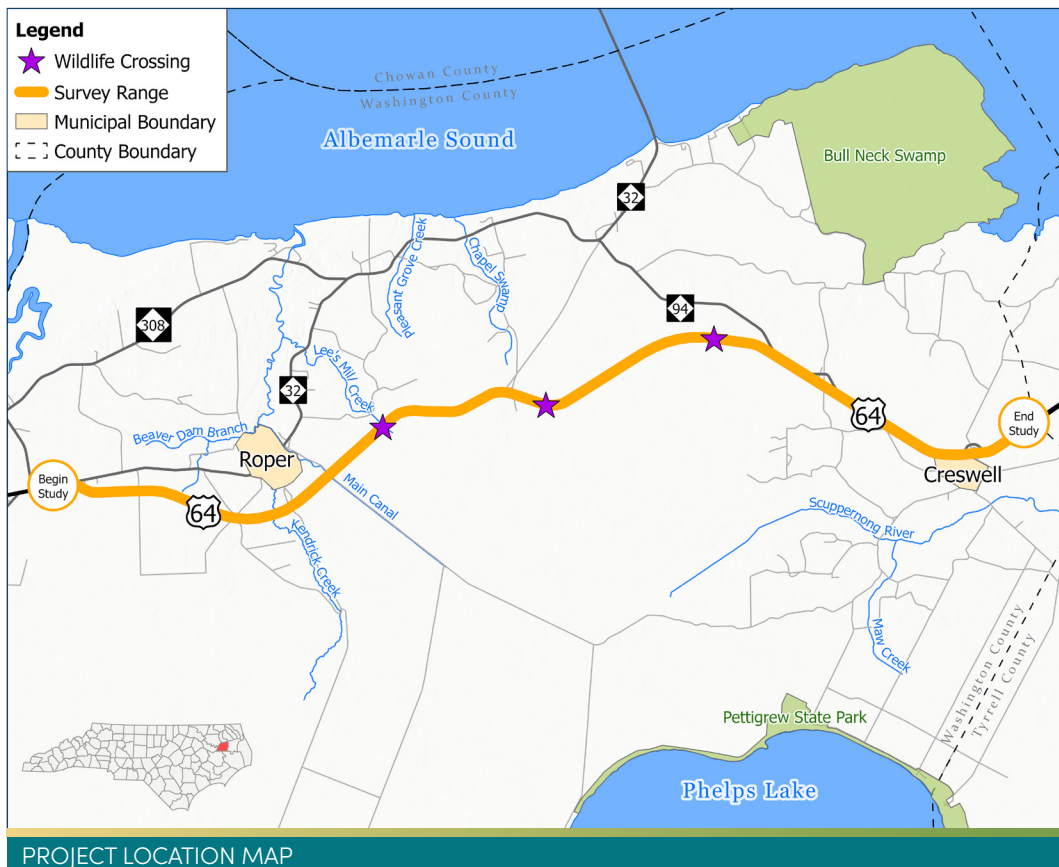 Legend
Wildlife Crossing
Survey Range
Municipal Boundary
County Boundary
Chowan County
Washington County
Albemarle Sound
Bull Neck Swamp
32
Pleasant Grove Creek
Chapel Swamp
308
94
Lee's Mill Creek
32
64
Beaver Dam Branch
Roper
Begin
Study
End
Study
Creswell
64
Main Canal
Kendrick Creek
Scuppernong River
Maw Creek
Washington County
Tyrrell County
Pettigrew State Park
Phelps Lake
PROJECT LOCATION MAP